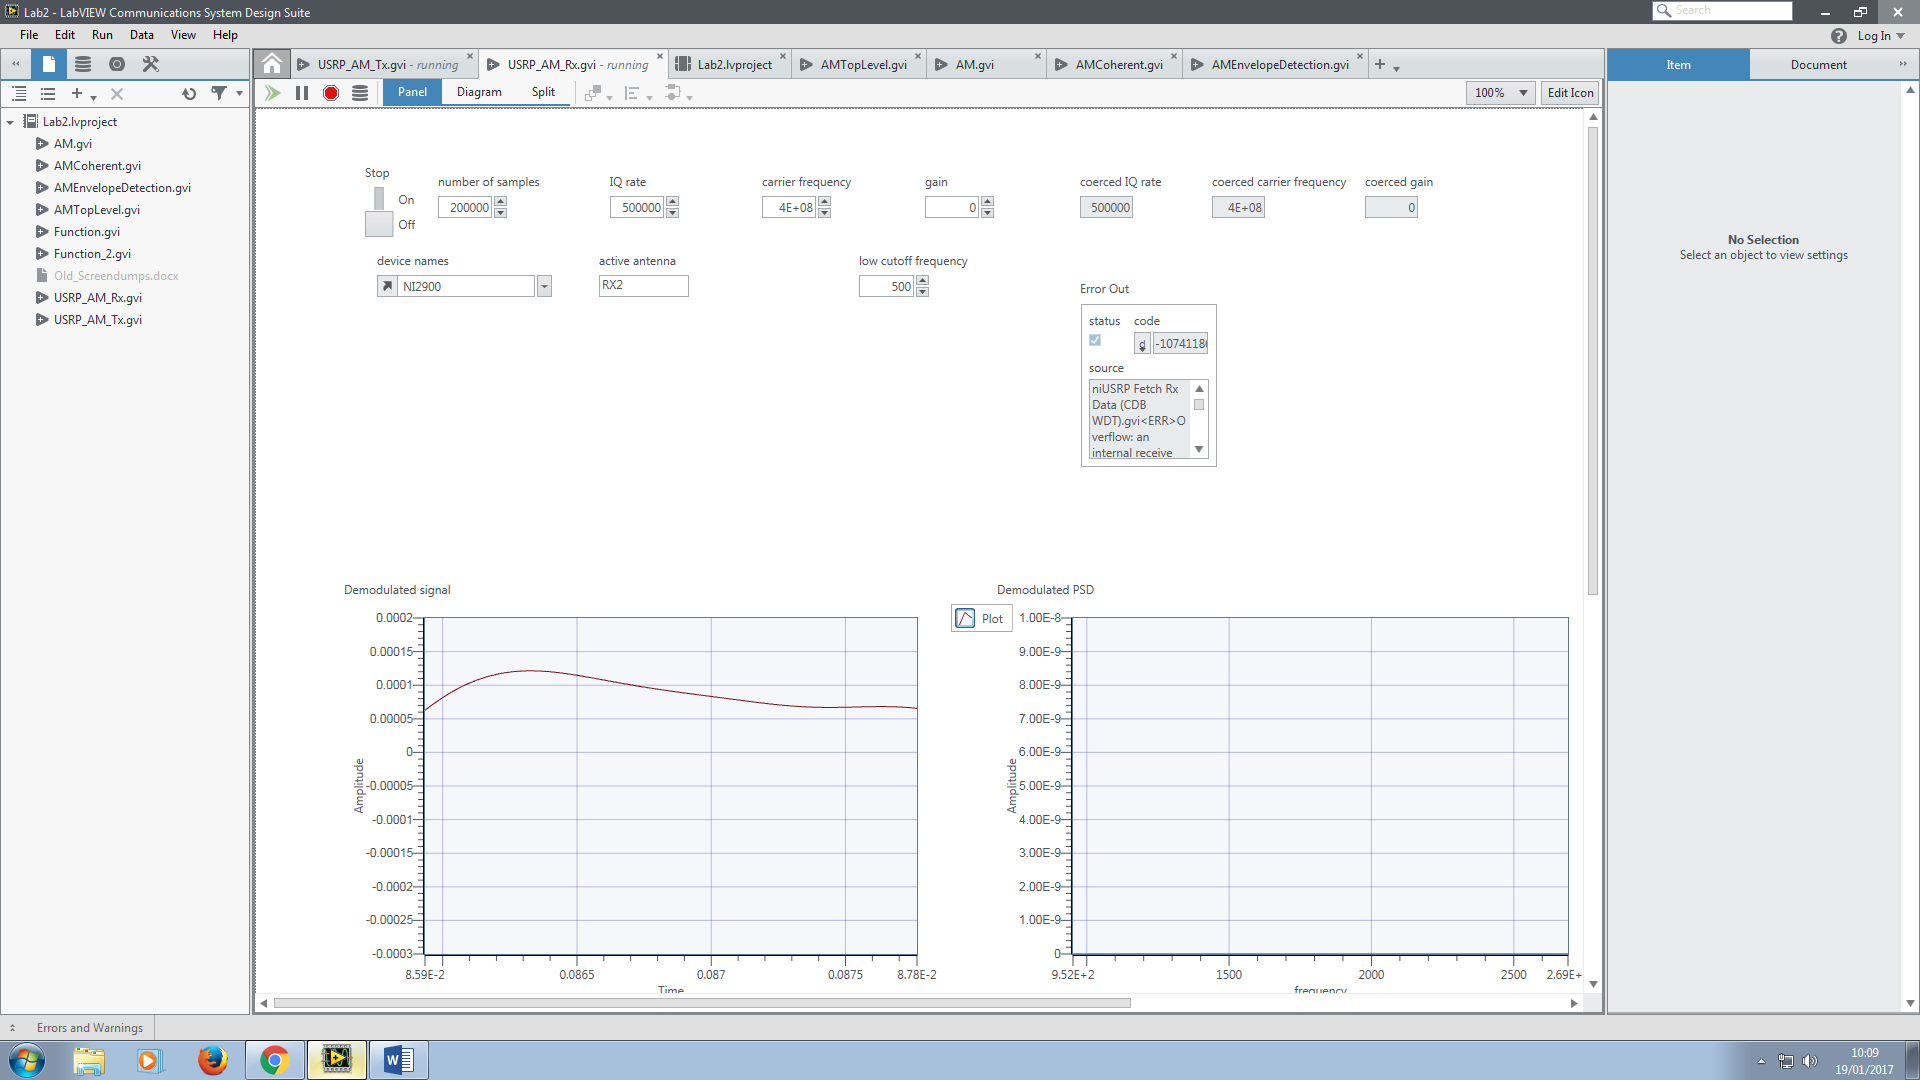 Lab2 - LabVIEW Communications System Design Suite
Search
File Edit Run Data View Help
Log In
USRP_AM_Tx.gvi - running
USRP_AM_Rx.gvi - running
Lab2.lvproject
AMTopLevel.gvi
AM.gvi
AMCoherent.gvi
AMEnvelopeDetection.gvi
Item
Document
Panel
Diagram
Split
100%
Edit Icon
Lab2.lvproject
AM.gvi
AMCoherent.gvi
AMEnvelopeDetection.gvi
AMTopLevel.gvi
Function.gvi
Function_2.gvi
Old_Screendumps.docx
USRP_AM_Rx.gvi
USRP_AM_Tx.gvi
Stop
On
Off
number of samples
200000
IQ rate
500000
carrier frequency
4E+08
gain
0
coerced IQ rate
500000
coerced carrier frequency
4E+08
coerced gain
0
device names
NI2900
active antenna
RX2
low cutoff frequency
500
Error Out
status
code
d
-1074118
source
niUSRP Fetch Rx
Data (CDB
WDT).gvi<ERR>O
verflow: an
internal receive
No Selection
Select an object to view settings
Demodulated signal
0.0002
0.00015
0.0001
0.00005
0
-0.00005
-0.0001
-0.00015
-0.0002
-0.00025
-0.0003
Amplitude
8.59E-2
0.0865
0.087
0.0875
8.78E-2
Time
Demodulated PSD
Plot
1.00E-8
9.00E-9
8.00E-9
7.00E-9
6.00E-9
5.00E-9
4.00E-9
3.00E-9
2.00E-9
1.00E-9
0
Amplitude
9.52E+2
1500
2000
2500
2.69E+
frequency
Errors and Warnings
10:09
19/01/2017